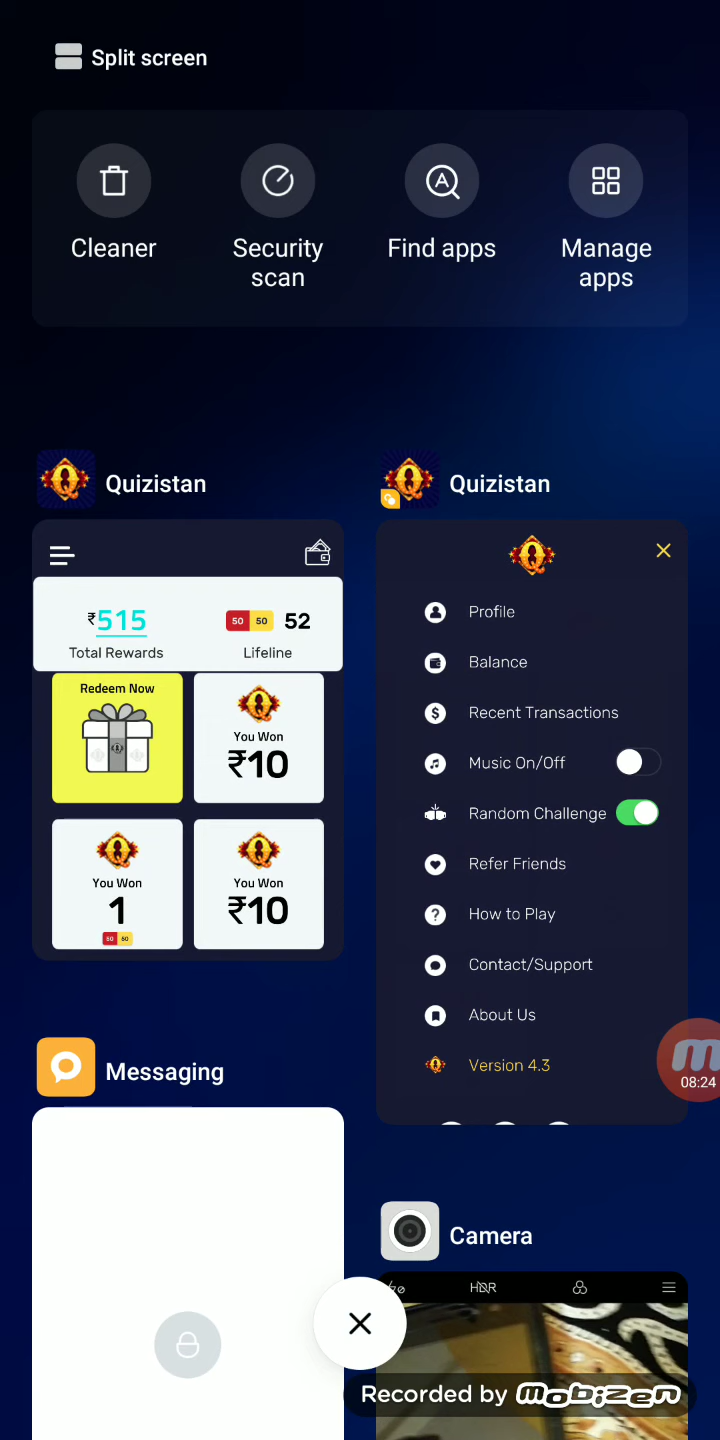 Split screen
Cleaner
Security
scan
Find apps
Manage
apps
Quizistan
₹515
Total Rewards
50 50 52
Lifeline
Redeem Now
You Won
₹10
You Won
1
50 50
You Won
₹10
Quizistan
Profile
Balance
Recent Transactions
Music On/Off
Random Challenge
Refer Friends
How to Play
Contact/Support
About Us
Version 4.3
08:24
Messaging
Camera
HDR
Recorded by mobizen